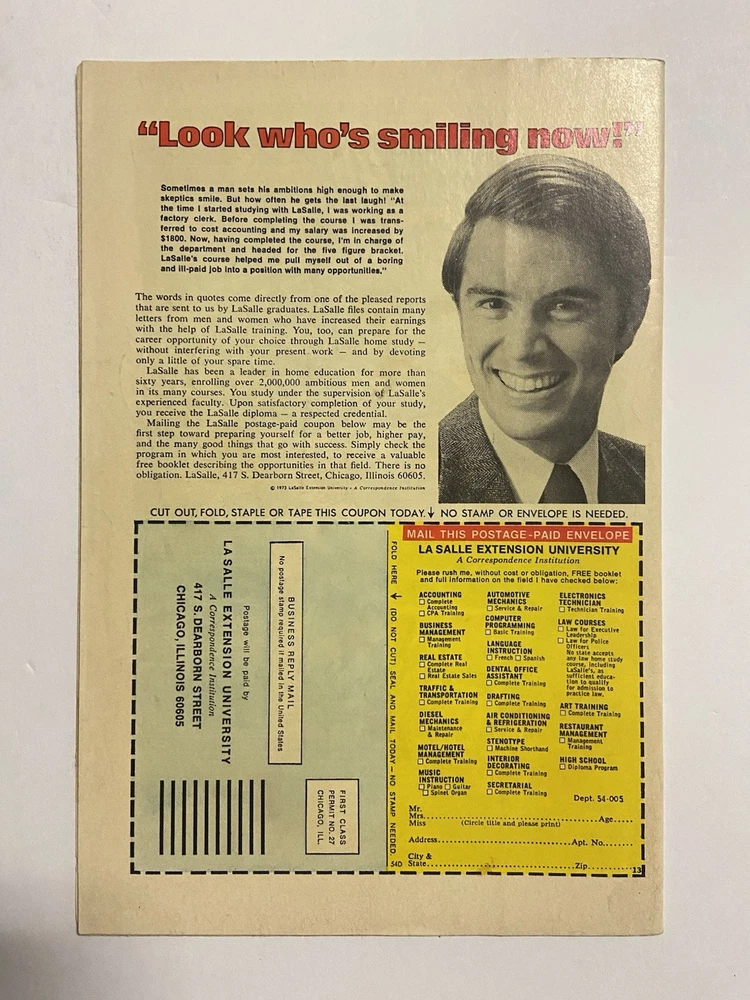 “Look who’s smiling now!”
Sometimes a man sets his ambitions high enough to make
skeptics smile. But how often he gets the last laugh! “At
the time I started studying with LaSalle, I was working as a
factory clerk. Before completing the course I was trans-
ferred to cost accounting and my salary was increased by
$1800. Now, having completed the course, I’m in charge of
the department and headed for the five figure bracket.
LaSalle’s course helped me pull myself out of a boring
and ill-paid job into a position with many opportunities.”
The words in quotes come directly from one of the pleased reports
that are sent to us by LaSalle graduates. LaSalle files contain many
letters from men and women who have increased their earnings
with the help of LaSalle training. You, too, can prepare for the
career opportunity of your choice through LaSalle home study —
without interfering with your present work — and by devoting
only a little of your spare time.
LaSalle has been a leader in home education for more than
sixty years, enrolling over 2,000,000 ambitious men and women
in its many courses. You study under the supervision of LaSalle’s
experienced faculty. Upon satisfactory completion of your study,
you receive the LaSalle diploma — a respected credential.
Mailing the LaSalle postage-paid coupon below may be the
first step toward preparing yourself for a better job, higher pay,
and the many good things that go with success. Simply check the
program in which you are most interested, to receive a valuable
free booklet describing the opportunities in that field. There is no
obligation. LaSalle, 417 S. Dearborn Street, Chicago, Illinois 60605.
© 1973 LaSalle Extension University • A Correspondence Institution
CUT OUT, FOLD, STAPLE OR TAPE THIS COUPON TODAY. ↓ NO STAMP OR ENVELOPE IS NEEDED.
BUSINESS REPLY MAIL
No postage stamp required if mailed in the United States
Postage will be paid by
LA SALLE EXTENSION UNIVERSITY
A Correspondence Institution
417 S. DEARBORN STREET
CHICAGO, ILLINOIS 60605
FIRST CLASS
PERMIT NO. 27
CHICAGO, ILL.
FOLD HERE ↓ (DO NOT CUT) SEAL AND MAIL TODAY — NO STAMP NEEDED.
54D
MAIL THIS POSTAGE-PAID ENVELOPE
LA SALLE EXTENSION UNIVERSITY
A Correspondence Institution
Please rush me, without cost or obligation, FREE booklet
and full information on the field I have checked below:
ACCOUNTING
☐ Complete
Accounting
☐ CPA Training
BUSINESS
MANAGEMENT
☐ Management
Training
REAL ESTATE
☐ Complete Real
Estate
☐ Real Estate Sales
TRAFFIC &
TRANSPORTATION
☐ Complete Training
DIESEL
MECHANICS
☐ Maintenance
& Repair
MOTEL/HOTEL
MANAGEMENT
☐ Complete Training
MUSIC
INSTRUCTION
☐ Piano ☐ Guitar
☐ Spinet Organ
AUTOMOTIVE
MECHANICS
☐ Service & Repair
COMPUTER
PROGRAMMING
☐ Basic Training
LANGUAGE
INSTRUCTION
☐ French ☐ Spanish
DENTAL OFFICE
ASSISTANT
☐ Complete Training
DRAFTING
☐ Complete Training
AIR CONDITIONING
& REFRIGERATION
☐ Service & Repair
STENOTYPE
☐ Machine Shorthand
INTERIOR
DECORATING
☐ Complete Training
SECRETARIAL
☐ Complete Training
ELECTRONICS
TECHNICIAN
☐ Technician Training
LAW COURSES
☐ Law for Executive
Leadership
☐ Law for Police
Officers
No state accepts
any law home study
course, including
LaSalle’s, as
sufficient educa-
tion to qualify
for admission to
practice law.
ART TRAINING
☐ Complete Training
RESTAURANT
MANAGEMENT
☐ Management
Training
HIGH SCHOOL
☐ Diploma Program
Dept. 54-005
Mr.
Mrs.
Miss
Age
(Circle title and please print)
Address Apt. No.
City &
State Zip
13